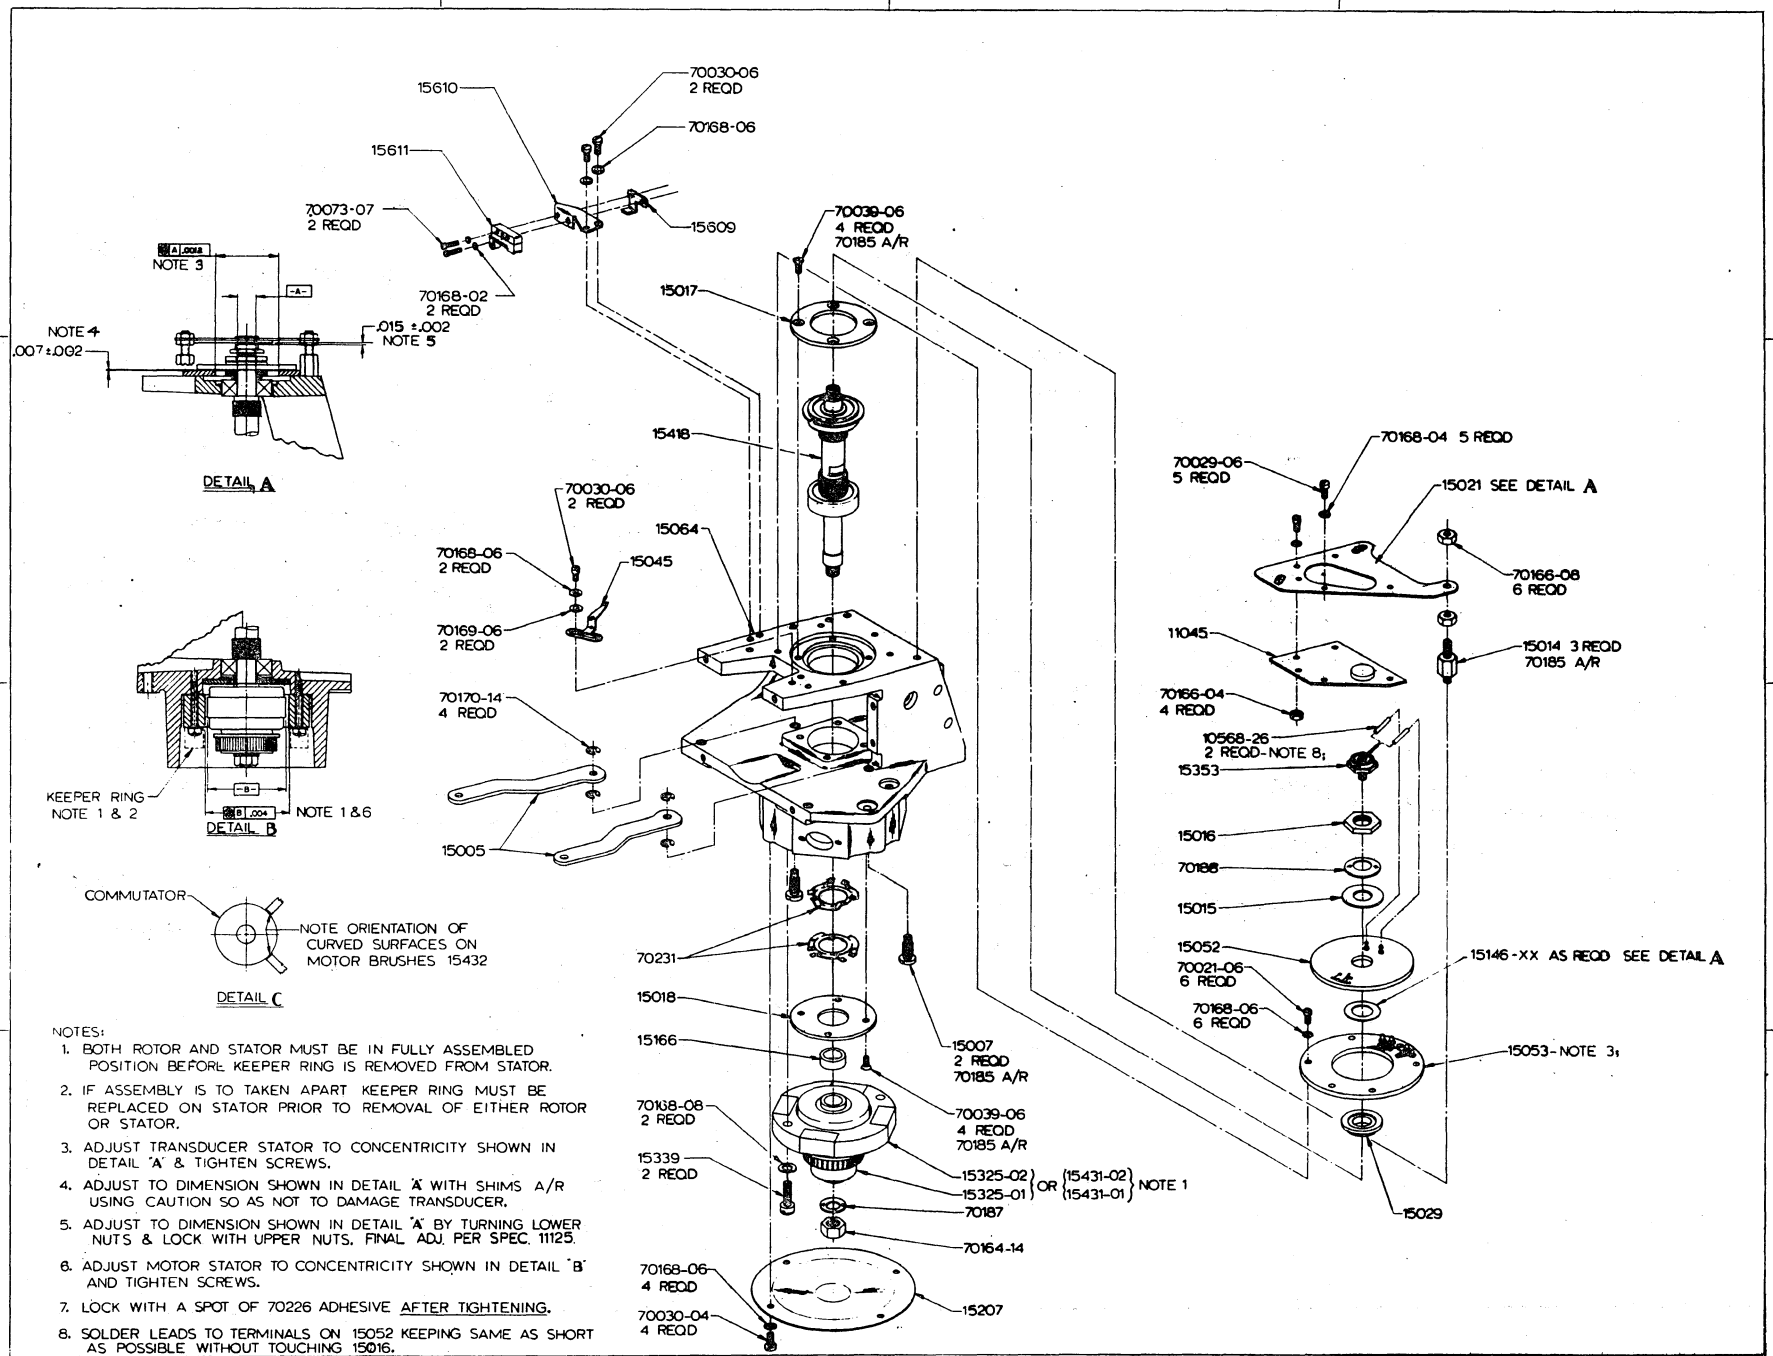 70030-06
2 REQD
15610
70168-06
15611
70073-07
2 REQD
15609
70039-06
4 REQD
70185 A/R
A .0012
NOTE 3
-A-
70168-02
2 REQD
15017
NOTE 4
.007±.002
.015 ±.002
NOTE 5
15418
70168-04 5 REQD
70029-06
5 REQD
DETAIL A
15021 SEE DETAIL A
70030-06
2 REQD
15064
70168-06
2 REQD
15045
70166-08
6 REQD
70169-06
2 REQD
11045
15014 3 REQD
70185 A/R
70170-14
4 REQD
70166-04
4 REQD
10568-26
2 REQD-NOTE 8;
15353
-B-
KEEPER RING
NOTE 1 & 2
B .004
NOTE 1&6
DETAIL B
15016
15005
70188
15015
COMMUTATOR
NOTE ORIENTATION OF
CURVED SURFACES ON
MOTOR BRUSHES 15432
15052
15146-XX AS REQD SEE DETAIL A
70231
70021-06
6 REQD
DETAIL C
15018
70168-06
6 REQD
15166
15007
2 REQD
70185 A/R
15053-NOTE 3;
70168-08
2 REQD
70039-06
4 REQD
70185 A/R
15339
2 REQD
15325-02
15325-01 } OR { 15431-02
15431-01 } NOTE 1
70187
15029
70164-14
70168-06
4 REQD
15207
70030-04
4 REQD
NOTES:
1. BOTH ROTOR AND STATOR MUST BE IN FULLY ASSEMBLED
POSITION BEFORE KEEPER RING IS REMOVED FROM STATOR.
2. IF ASSEMBLY IS TO TAKEN APART KEEPER RING MUST BE
REPLACED ON STATOR PRIOR TO REMOVAL OF EITHER ROTOR
OR STATOR.
3. ADJUST TRANSDUCER STATOR TO CONCENTRICITY SHOWN IN
DETAIL "A" & TIGHTEN SCREWS.
4. ADJUST TO DIMENSION SHOWN IN DETAIL "A" WITH SHIMS A/R
USING CAUTION SO AS NOT TO DAMAGE TRANSDUCER.
5. ADJUST TO DIMENSION SHOWN IN DETAIL "A" BY TURNING LOWER
NUTS & LOCK WITH UPPER NUTS. FINAL ADJ. PER SPEC. 11125.
6. ADJUST MOTOR STATOR TO CONCENTRICITY SHOWN IN DETAIL "B"
AND TIGHTEN SCREWS.
7. LOCK WITH A SPOT OF 70226 ADHESIVE AFTER TIGHTENING.
8. SOLDER LEADS TO TERMINALS ON 15052 KEEPING SAME AS SHORT
AS POSSIBLE WITHOUT TOUCHING 15016.